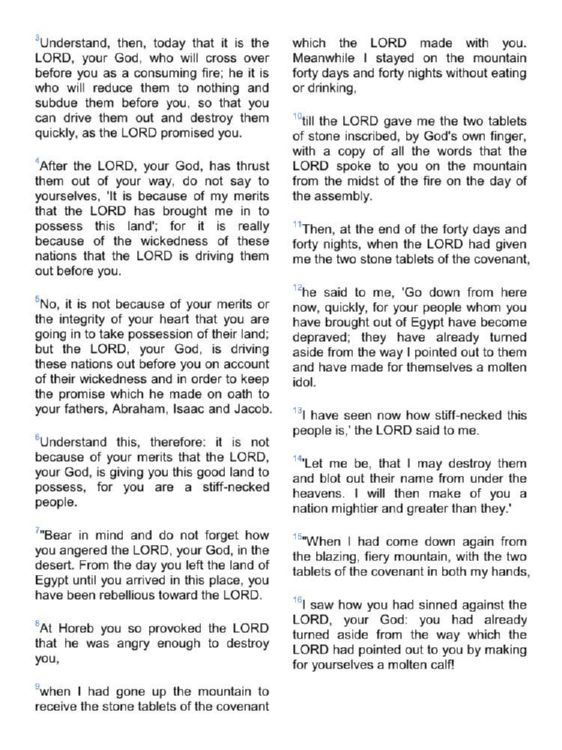 3Understand, then, today that it is the
LORD, your God, who will cross over
before you as a consuming fire; he it is
who will reduce them to nothing and
subdue them before you, so that you
can drive them out and destroy them
quickly, as the LORD promised you.
4After the LORD, your God, has thrust
them out of your way, do not say to
yourselves, 'It is because of my merits
that the LORD has brought me in to
possess this land'; for it is really
because of the wickedness of these
nations that the LORD is driving them
out before you.
5No, it is not because of your merits or
the integrity of your heart that you are
going in to take possession of their land;
but the LORD, your God, is driving
these nations out before you on account
of their wickedness and in order to keep
the promise which he made on oath to
your fathers, Abraham, Isaac and Jacob.
6Understand this, therefore: it is not
because of your merits that the LORD,
your God, is giving you this good land to
possess, for you are a stiff-necked
people.
7"Bear in mind and do not forget how
you angered the LORD, your God, in the
desert. From the day you left the land of
Egypt until you arrived in this place, you
have been rebellious toward the LORD.
8At Horeb you so provoked the LORD
that he was angry enough to destroy
you,
9when I had gone up the mountain to
receive the stone tablets of the covenant
which the LORD made with you.
Meanwhile I stayed on the mountain
forty days and forty nights without eating
or drinking,
10till the LORD gave me the two tablets
of stone inscribed, by God's own finger,
with a copy of all the words that the
LORD spoke to you on the mountain
from the midst of the fire on the day of
the assembly.
11Then, at the end of the forty days and
forty nights, when the LORD had given
me the two stone tablets of the covenant,
12he said to me, 'Go down from here
now, quickly, for your people whom you
have brought out of Egypt have become
depraved; they have already turned
aside from the way I pointed out to them
and have made for themselves a molten
idol.
13I have seen now how stiff-necked this
people is,' the LORD said to me.
14"Let me be, that I may destroy them
and blot out their name from under the
heavens. I will then make of you a
nation mightier and greater than they.'
15"When I had come down again from
the blazing, fiery mountain, with the two
tablets of the covenant in both my hands,
16I saw how you had sinned against the
LORD, your God: you had already
turned aside from the way which the
LORD had pointed out to you by making
for yourselves a molten calf!